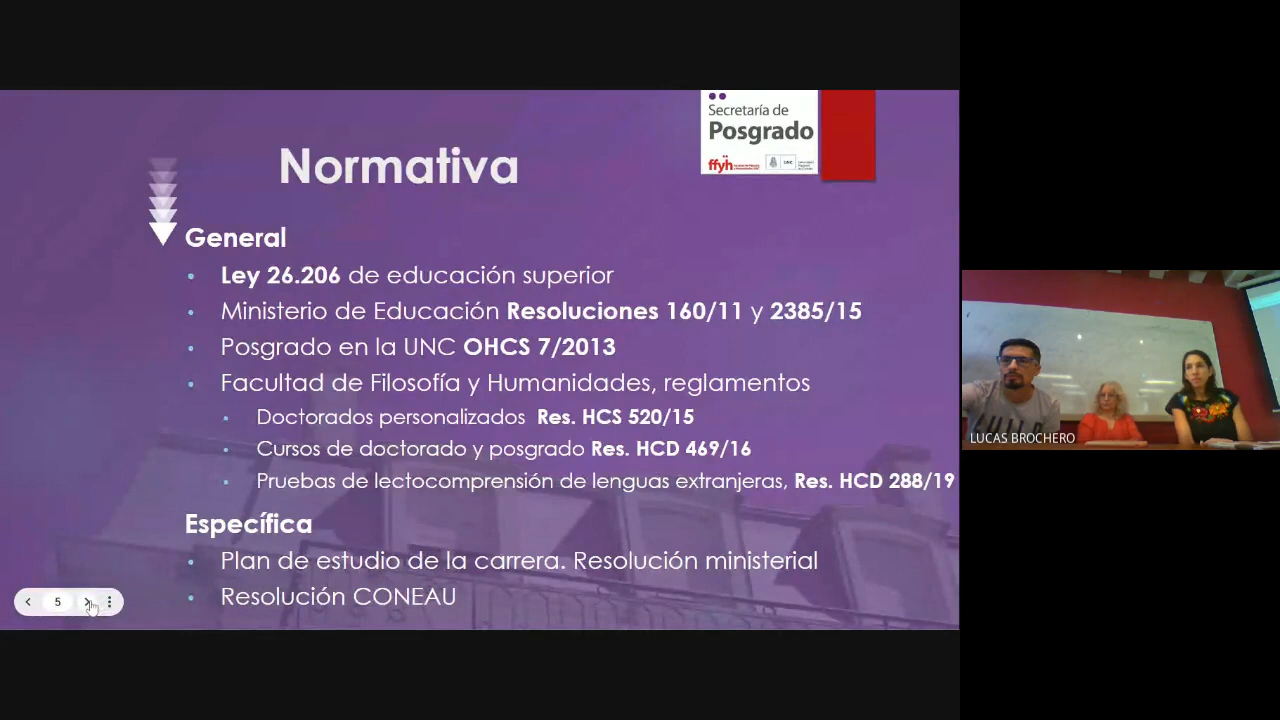 Secretaría de
Posgrado
ffyh
UNC
Normativa
General
Ley 26.206 de educación superior
Ministerio de Educación Resoluciones 160/11 y 2385/15
Posgrado en la UNC OHCS 7/2013
Facultad de Filosofía y Humanidades, reglamentos
Doctorados personalizados Res. HCS 520/15
Cursos de doctorado y posgrado Res. HCD 469/16
Pruebas de lectocomprensión de lenguas extranjeras, Res. HCD 288/19
Específica
Plan de estudio de la carrera. Resolución ministerial
Resolución CONEAU
5
LUCAS BROCHERO